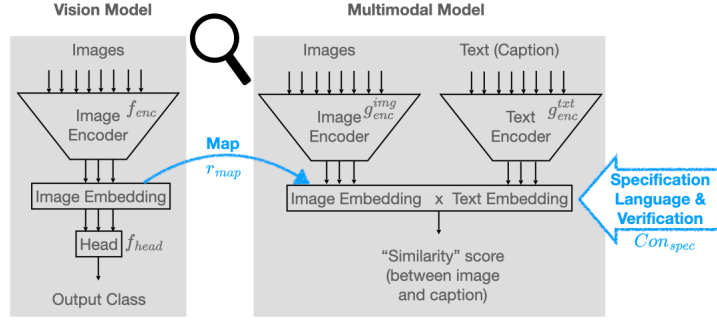 Vision Model
Images
Image
Encoder
f_enc
Image Embedding
Head
f_head
Output Class
Map
r_map
Multimodal Model
Images
Text (Caption)
Image
Encoder
g_enc^img
Text
Encoder
g_enc^txt
Image Embedding x Text Embedding
“Similarity” score
(between image
and caption)
Specification
Language &
Verification
Con_spec